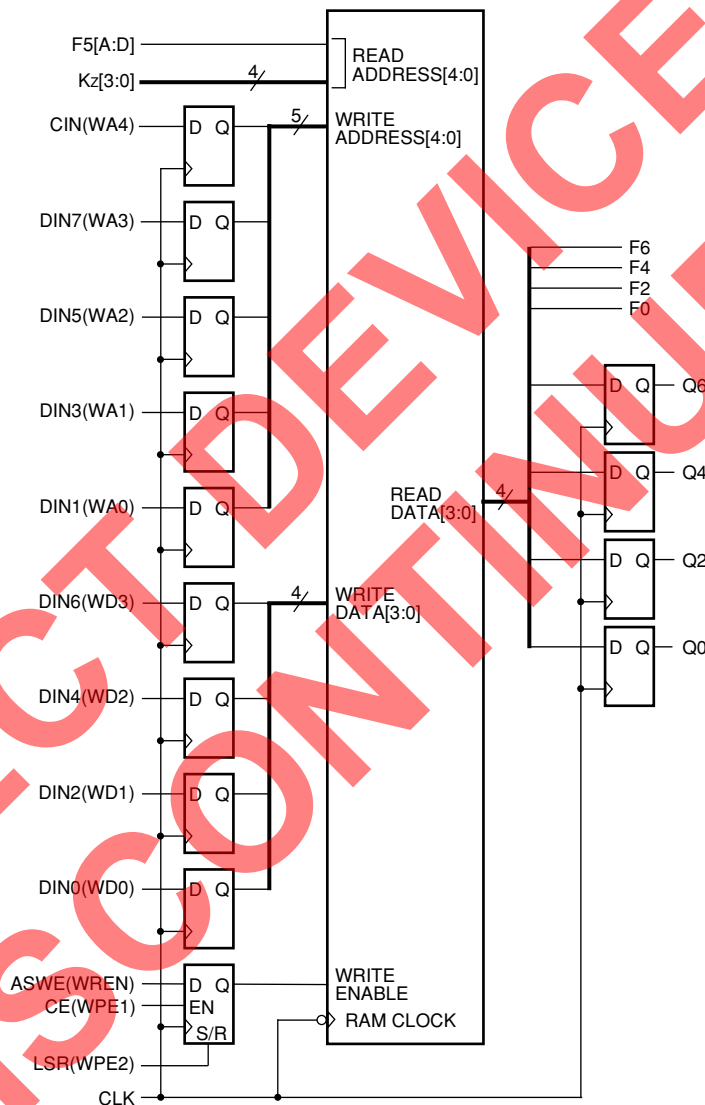 F5[A:D]
Kz[3:0]
4
READ
ADDRESS[4:0]
CIN(WA4)
D Q
5
WRITE
ADDRESS[4:0]
DIN7(WA3)
D Q
DIN5(WA2)
D Q
DIN3(WA1)
D Q
DIN1(WA0)
D Q
DIN6(WD3)
D Q
4
WRITE
DATA[3:0]
DIN4(WD2)
D Q
DIN2(WD1)
D Q
DIN0(WD0)
D Q
ASWE(WREN)
D Q
CE(WPE1)
EN
S/R
LSR(WPE2)
CLK
WRITE
ENABLE
RAM CLOCK
READ
DATA[3:0]
4
F6
F4
F2
F0
D Q
Q6
D Q
Q4
D Q
Q2
D Q
Q0
CT DEVICE
SCONTINU